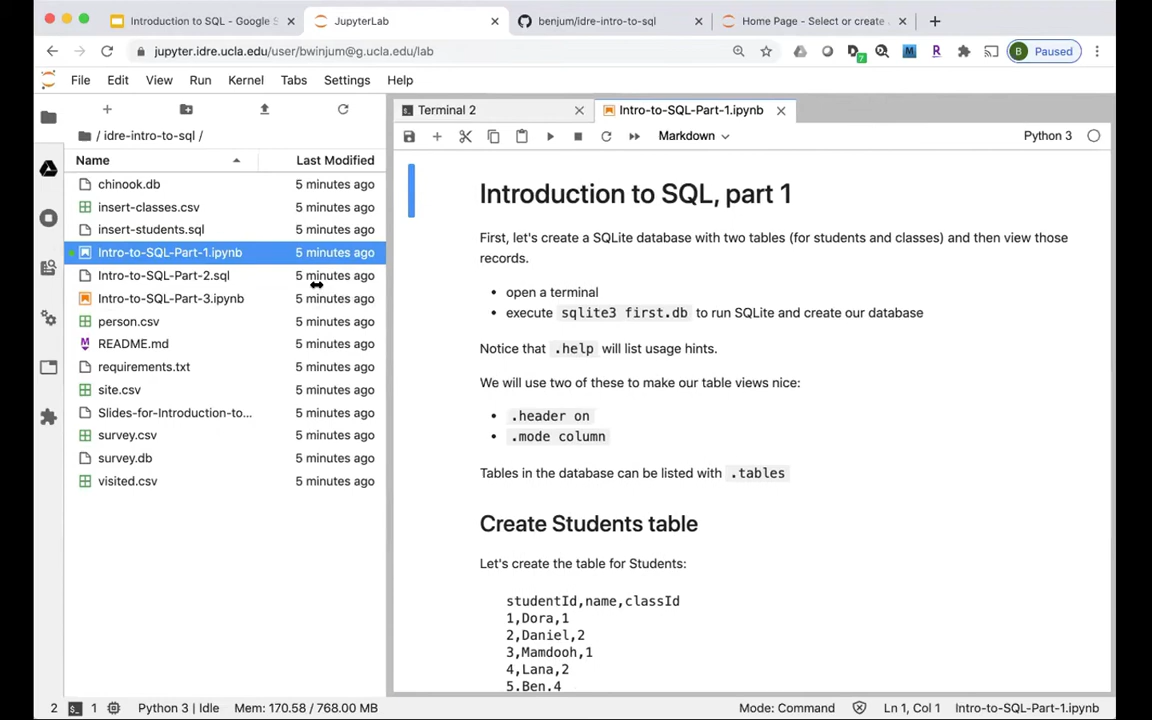 Introduction to SQL - Google S
JupyterLab
benjum/idre-intro-to-sql
Home Page - Select or create
jupyter.idre.ucla.edu/user/bwinjum@g.ucla.edu/lab
7
M
R
B
Paused
File Edit View Run Kernel Tabs Settings Help
Terminal 2
Intro-to-SQL-Part-1.ipynb
/ idre-intro-to-sql /
Markdown
Python 3
Name
Last Modified
chinook.db 5 minutes ago
insert-classes.csv 5 minutes ago
insert-students.sql 5 minutes ago
Intro-to-SQL-Part-1.ipynb 5 minutes ago
Intro-to-SQL-Part-2.sql 5 minutes ago
Intro-to-SQL-Part-3.ipynb 5 minutes ago
person.csv 5 minutes ago
README.md 5 minutes ago
requirements.txt 5 minutes ago
site.csv 5 minutes ago
Slides-for-Introduction-to... 5 minutes ago
survey.csv 5 minutes ago
survey.db 5 minutes ago
visited.csv 5 minutes ago
Introduction to SQL, part 1
First, let's create a SQLite database with two tables (for students and classes) and then view those
records.
• open a terminal
• execute sqlite3 first.db to run SQLite and create our database
Notice that .help will list usage hints.
We will use two of these to make our table views nice:
• .header on
• .mode column
Tables in the database can be listed with .tables
Create Students table
Let's create the table for Students:
studentId,name,classId
1,Dora,1
2,Daniel,2
3,Mamdooh,1
4,Lana,2
5,Ben,4
2 1 Python 3 | Idle Mem: 170.58 / 768.00 MB Mode: Command Ln 1, Col 1 Intro-to-SQL-Part-1.ipynb